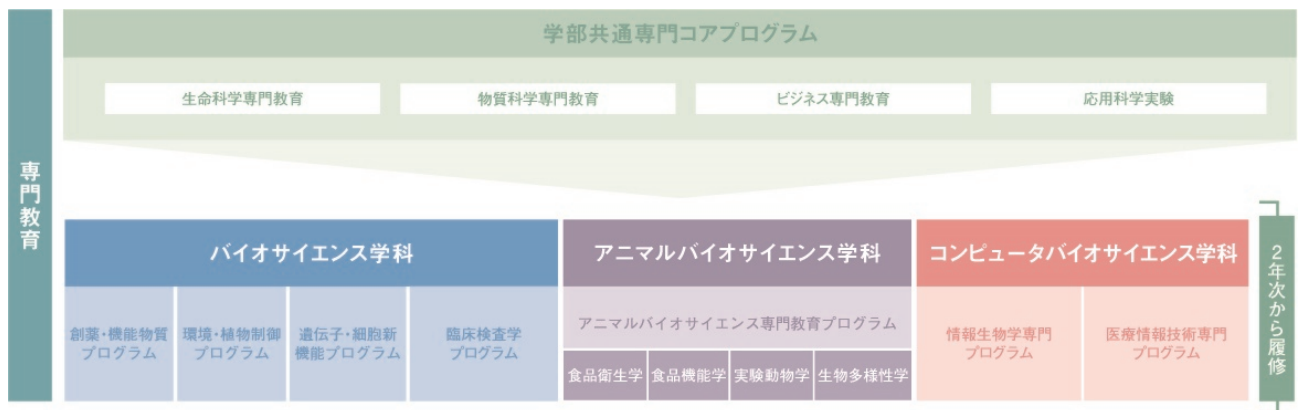 専門教育
学部共通専門コアプログラム
生命科学専門教育
物質科学専門教育
ビジネス専門教育
応用科学実験
バイオサイエンス学科
創薬・機能物質
プログラム
環境・植物制御
プログラム
遺伝子・細胞新
機能プログラム
臨床検査学
プログラム
アニマルバイオサイエンス学科
アニマルバイオサイエンス専門教育プログラム
食品衛生学
食品機能学
実験動物学
生物多様性学
コンピュータバイオサイエンス学科
情報生物学専門
プログラム
医療情報技術専門
プログラム
2年次から履修